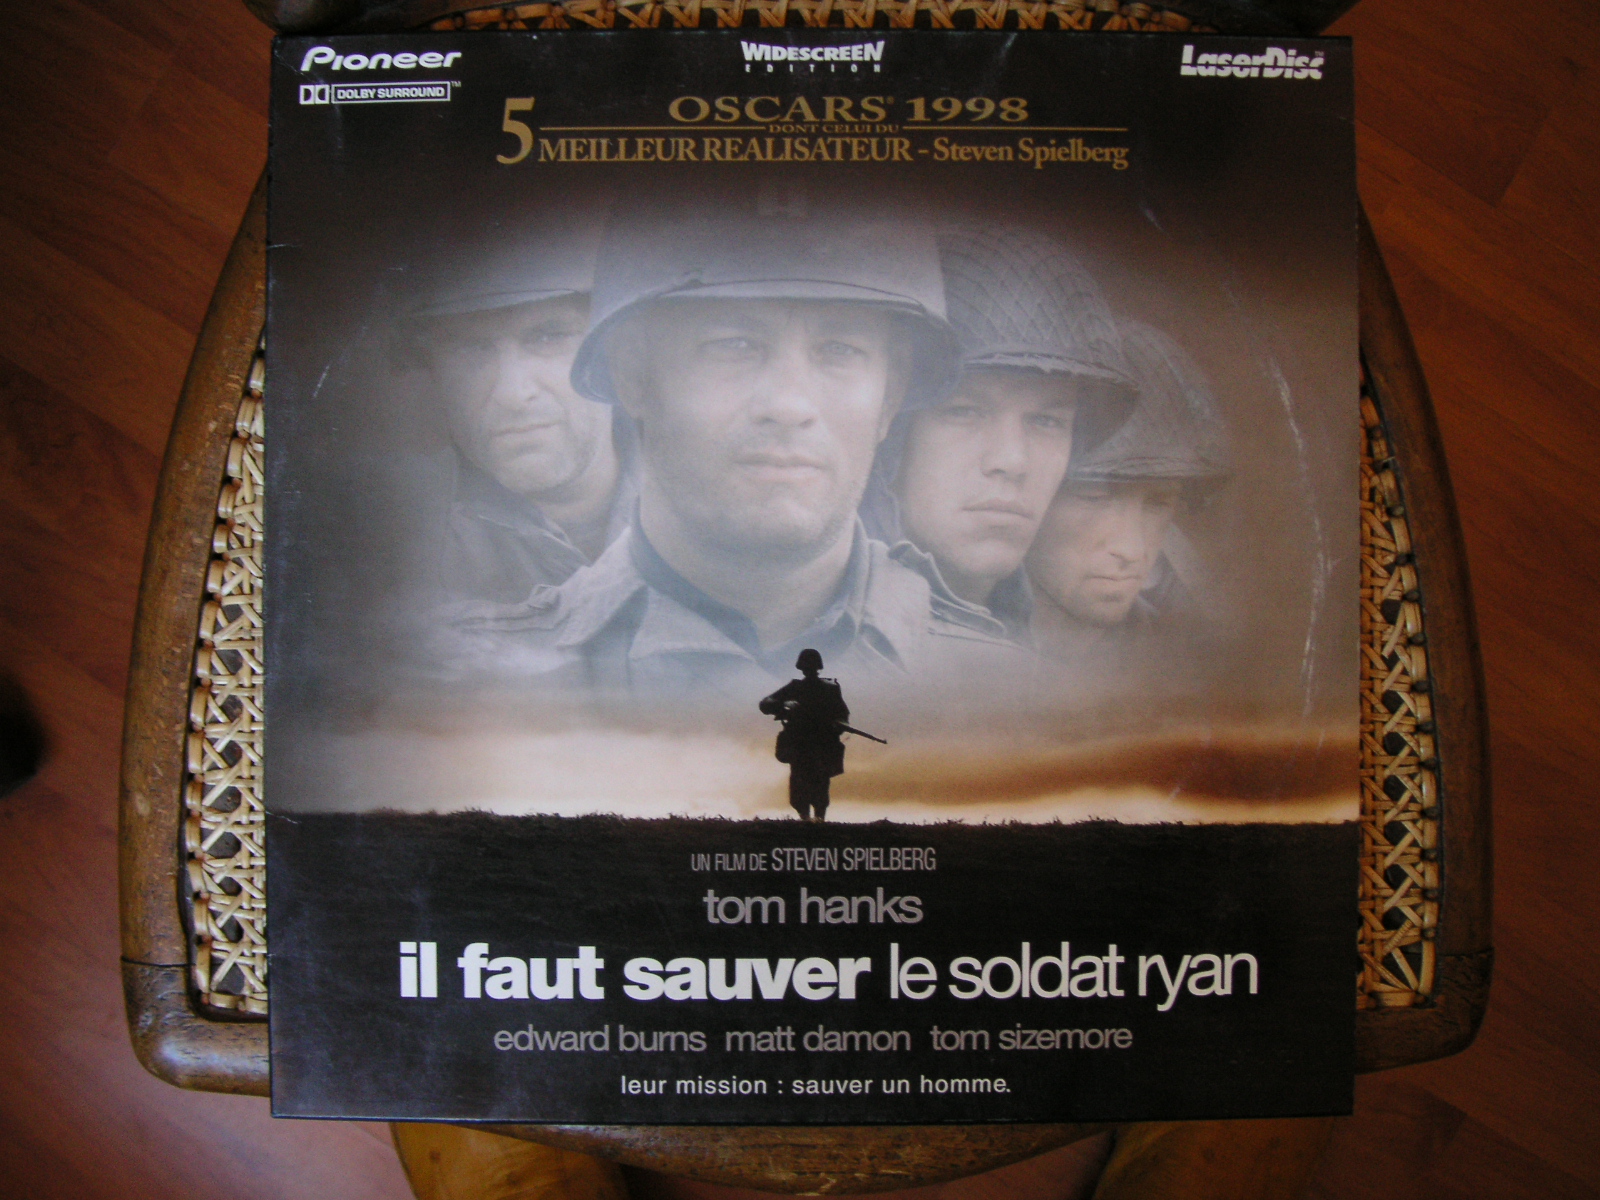 Pioneer
WIDESCREEN
EDITION
LaserDisc™
DOLBY SURROUND™
5
OSCARS® 1998
DONT CELUI DU
MEILLEUR REALISATEUR - Steven Spielberg
UN FILM DE STEVEN SPIELBERG
tom hanks
il faut sauver le soldat ryan
edward burns matt damon tom sizemore
leur mission : sauver un homme.